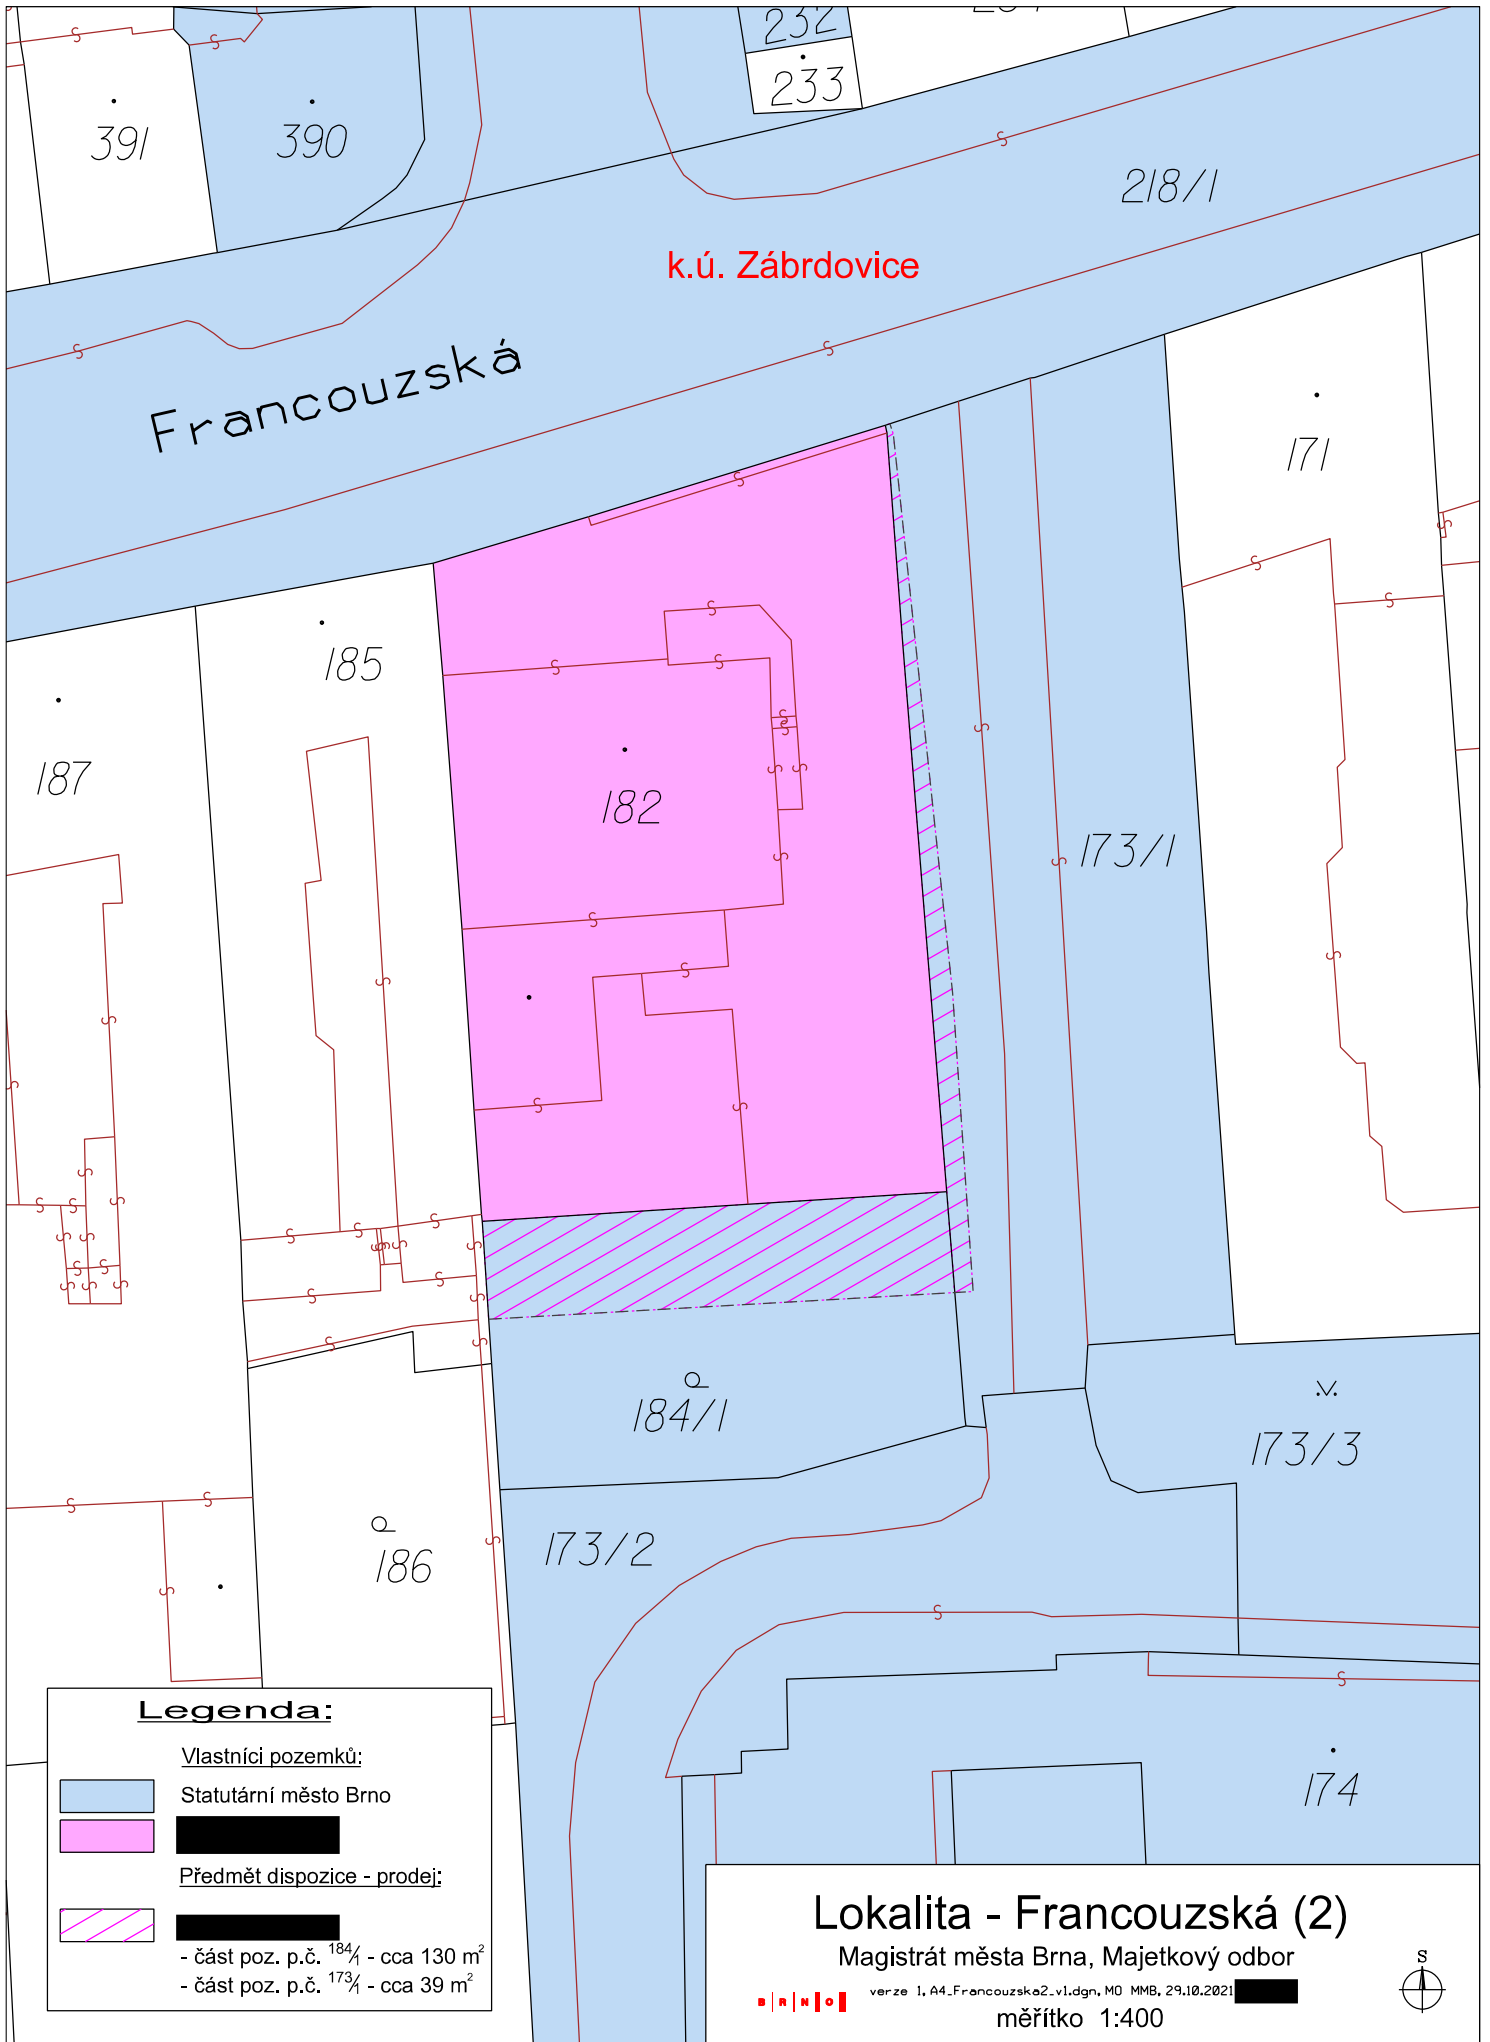 232
233
391
390
218/1
k.ú. Zábrdovice
Francouzská
171
185
187
182
173/1
184/1
173/3
173/2
186
174
Legenda:
Vlastníci pozemků:
Statutární město Brno
Předmět dispozice - prodej:
- část poz. p.č. 184/1 - cca 130 m²
- část poz. p.č. 173/1 - cca 39 m²
Lokalita - Francouzská (2)
Magistrát města Brna, Majetkový odbor
B R N O verze 1, A4_Francouzska2_v1.dgn, MO MMB, 29.10.2021
měřítko 1:400
S